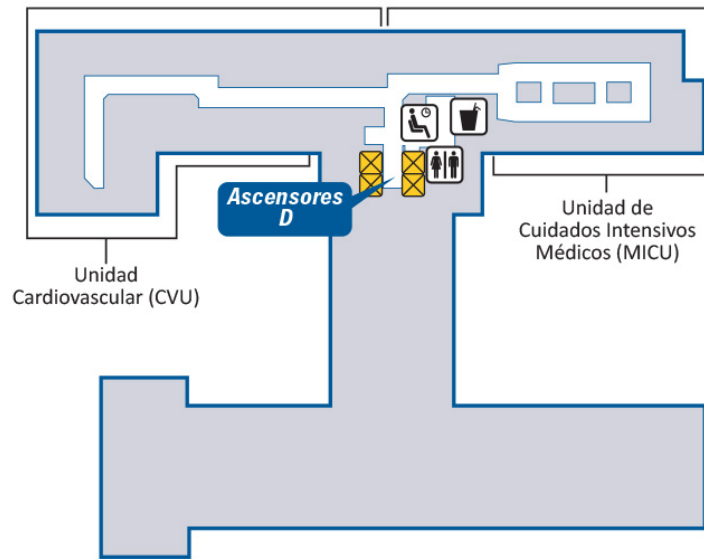 Ascensores
D
Unidad
Cardiovascular (CVU)
Unidad de
Cuidados Intensivos
Médicos (MICU)